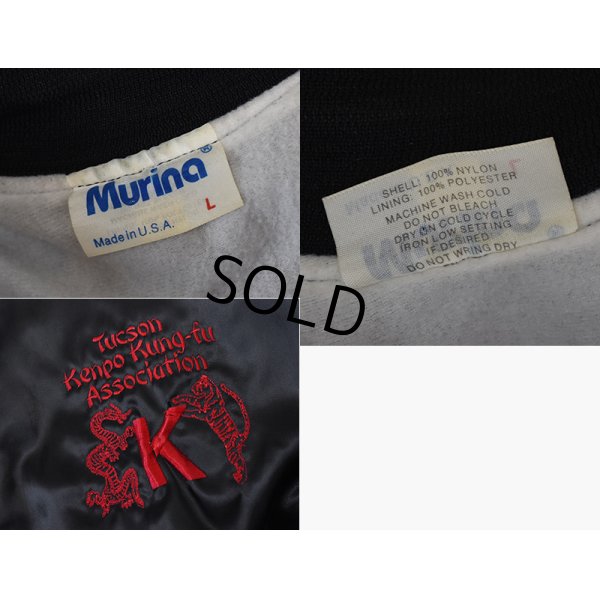 Murina®
L
Made in U.S.A.
SHELL: 100% NYLON
LINING: 100% POLYESTER
MACHINE WASH COLD
DO NOT BLEACH
DRY ON COLD CYCLE
IRON LOW SETTING
IF DESIRED
DO NOT WRING DRY
SOLD
Tucson
Kenpo Kung-fu
Association
K